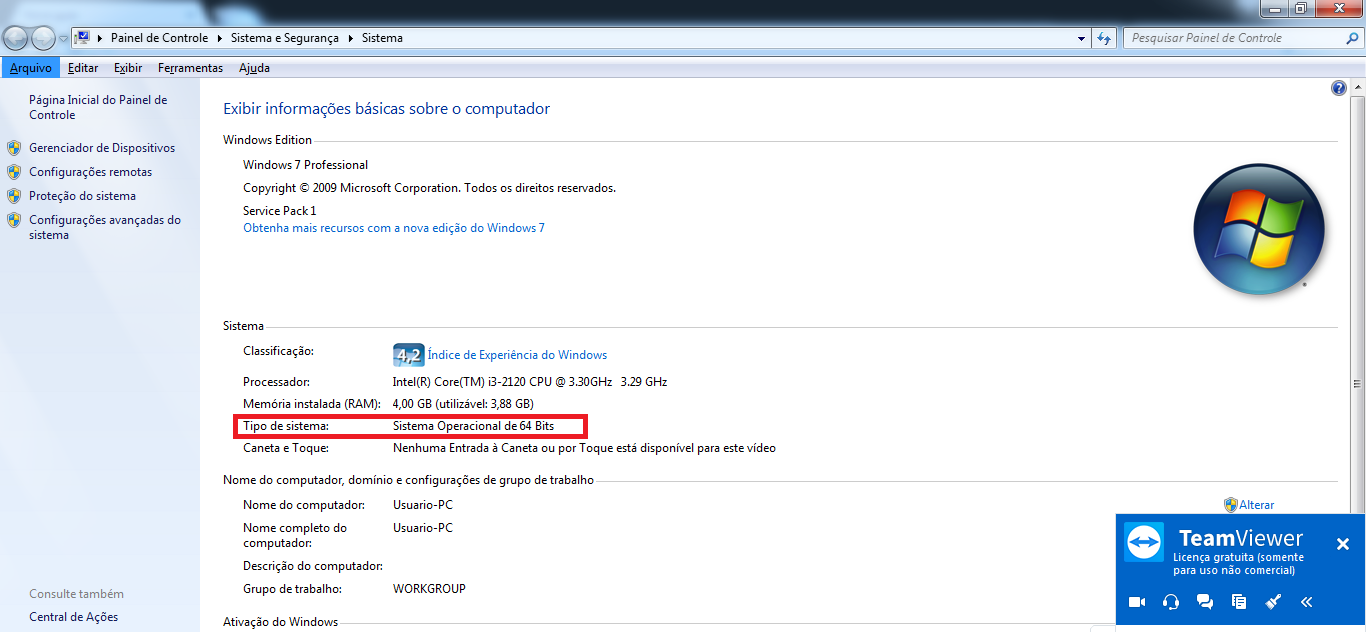 Painel de Controle ▸ Sistema e Segurança ▸ Sistema
Pesquisar Painel de Controle
Arquivo Editar Exibir Ferramentas Ajuda
Página Inicial do Painel de
Controle
Gerenciador de Dispositivos
Configurações remotas
Proteção do sistema
Configurações avançadas do
sistema
Consulte também
Central de Ações
Exibir informações básicas sobre o computador
Windows Edition
Windows 7 Professional
Copyright © 2009 Microsoft Corporation. Todos os direitos reservados.
Service Pack 1
Obtenha mais recursos com a nova edição do Windows 7
Sistema
Classificação: 4,2 Índice de Experiência do Windows
Processador: Intel(R) Core(TM) i3-2120 CPU @ 3.30GHz 3.29 GHz
Memória instalada (RAM): 4,00 GB (utilizável: 3,88 GB)
Tipo de sistema: Sistema Operacional de 64 Bits
Caneta e Toque: Nenhuma Entrada à Caneta ou por Toque está disponível para este vídeo
Nome do computador, domínio e configurações de grupo de trabalho
Nome do computador: Usuario-PC
Alterar
Nome completo do Usuario-PC
computador:
Descrição do computador:
Grupo de trabalho: WORKGROUP
Ativação do Windows
TeamViewer
Licença gratuita (somente
para uso não comercial)